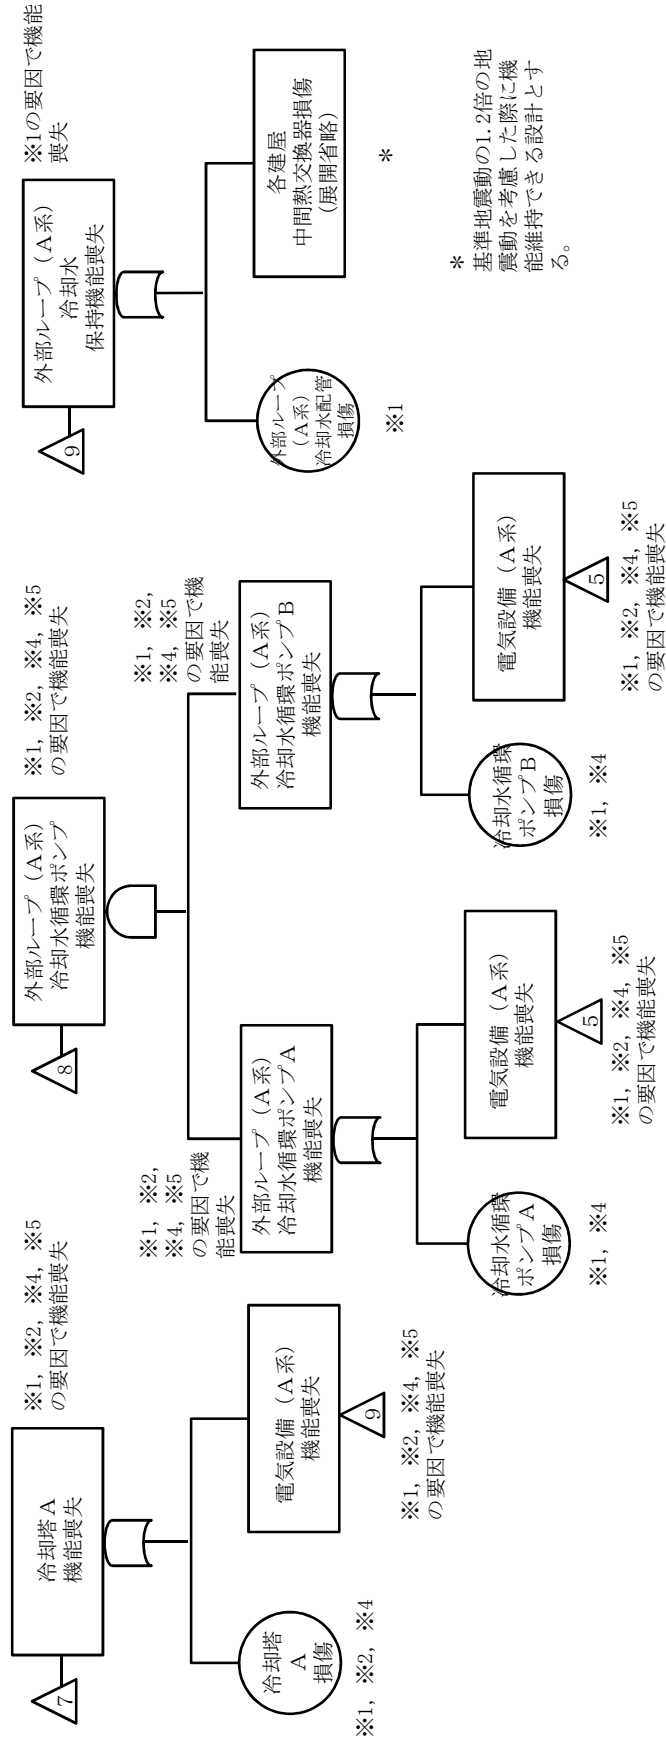 冷却塔A
機能喪失
※1, ※2, ※4, ※5
の要因で機能喪失
7
冷却塔
A
損傷
※1, ※2, ※4
電気設備（A系）
機能喪失
9
※1, ※2, ※4, ※5
の要因で機能喪失
外部ループ（A系）
冷却水循環ポンプ
機能喪失
※1, ※2, ※4, ※5
の要因で機能喪失
8
※1, ※2,
※4, ※5
の要因で機
能喪失
外部ループ（A系）
冷却水循環ポンプA
機能喪失
冷却水循環
ポンプA
損傷
※1, ※4
電気設備（A系）
機能喪失
5
※1, ※2, ※4, ※5
の要因で機能喪失
※1, ※2,
※4, ※5
の要因で機
能喪失
外部ループ（A系）
冷却水循環ポンプB
機能喪失
冷却水循環
ポンプB
損傷
※1, ※4
電気設備（A系）
機能喪失
5
※1, ※2, ※4, ※5
の要因で機能喪失
外部ループ（A系）
冷却水
保持機能喪失
※1の要因で機能
喪失
9
外部ループ
（A系）
冷却水配管
損傷
※1
各建屋
中間熱交換器損傷
(展開省略)
*
*
基準地震動の1.2倍の地
震動を考慮した際に機
能維持できる設計とす
る。